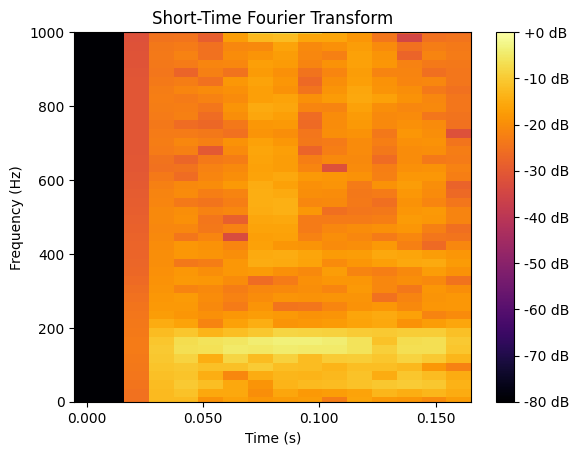 Short-Time Fourier Transform
1000
800
600
400
200
0
Frequency (Hz)
0.000
0.050
0.100
0.150
Time (s)
+0 dB
-10 dB
-20 dB
-30 dB
-40 dB
-50 dB
-60 dB
-70 dB
-80 dB